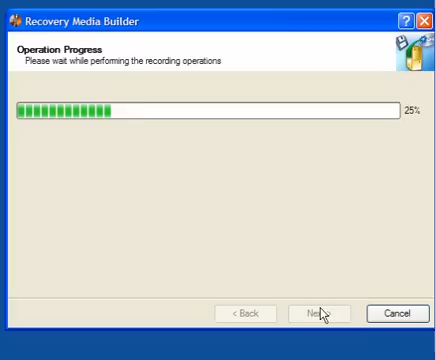 Recovery Media Builder
Operation Progress
Please wait while performing the recording operations
25%
< Back
Cancel